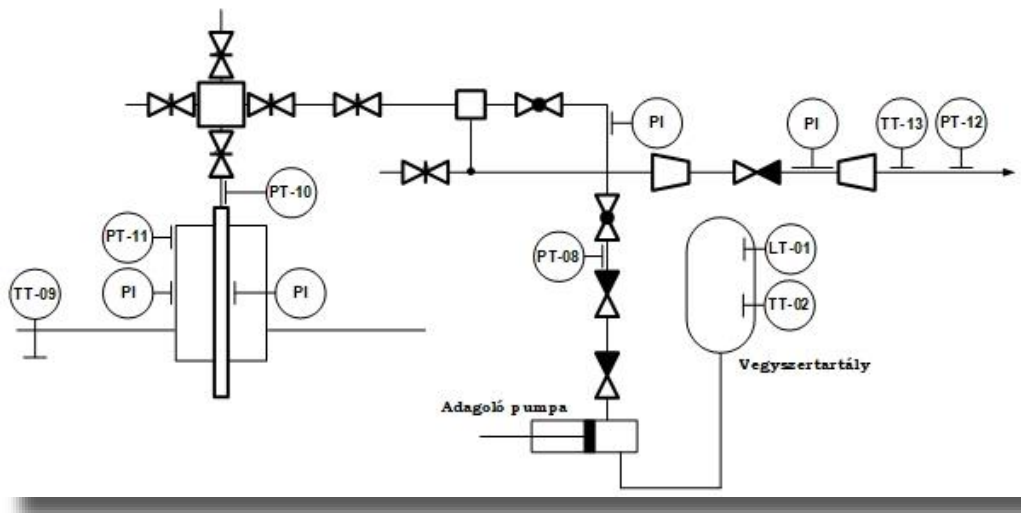 PI
PI
TT-13
PT-12
PT-10
PT-11
PT-08
LT-01
TT-09
PI
PI
TT-02
Vegyszertartály
Adagoló pumpa